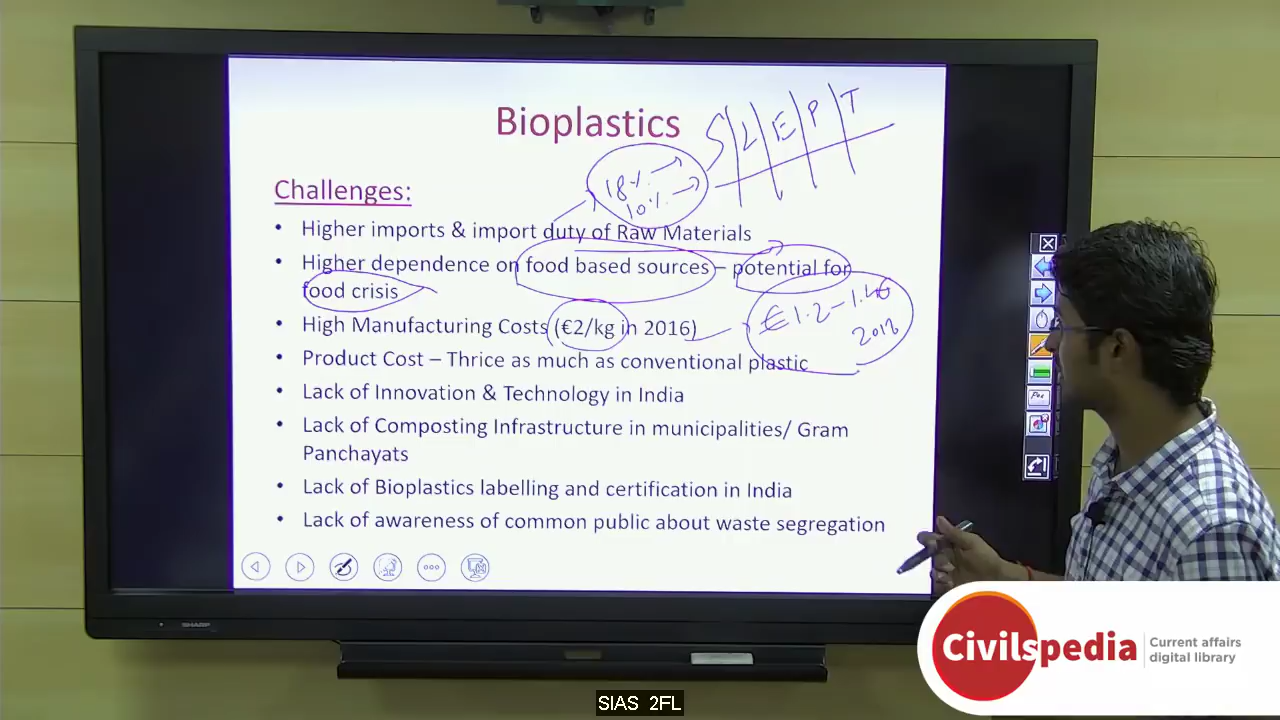 Bioplastics
S L E P T
Challenges:
18%
10%
• Higher imports & import duty of Raw Materials
• Higher dependence on food based sources – potential for
food crisis
• High Manufacturing Costs (€2/kg in 2016)
€1.2-1.46
• Product Cost – Thrice as much as conventional plastic
• Lack of Innovation & Technology in India
• Lack of Composting Infrastructure in municipalities/ Gram
Panchayats
• Lack of Bioplastics labelling and certification in India
• Lack of awareness of common public about waste segregation
SHARP
Civilspedia
Current affairs
digital library
SIAS 2FL